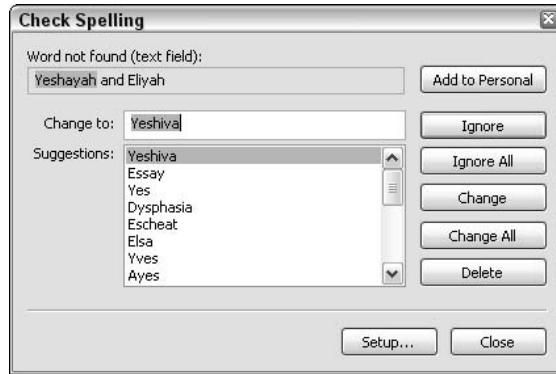 Check Spelling
Word not found (text field):
Yeshayah and Eliyah
Add to Personal
Change to:
Yeshiva
Ignore
Suggestions:
Yeshiva
Essay
Yes
Dysphasia
Escheat
Elsa
Yves
Ayes
Ignore All
Change
Change All
Delete
Setup...
Close